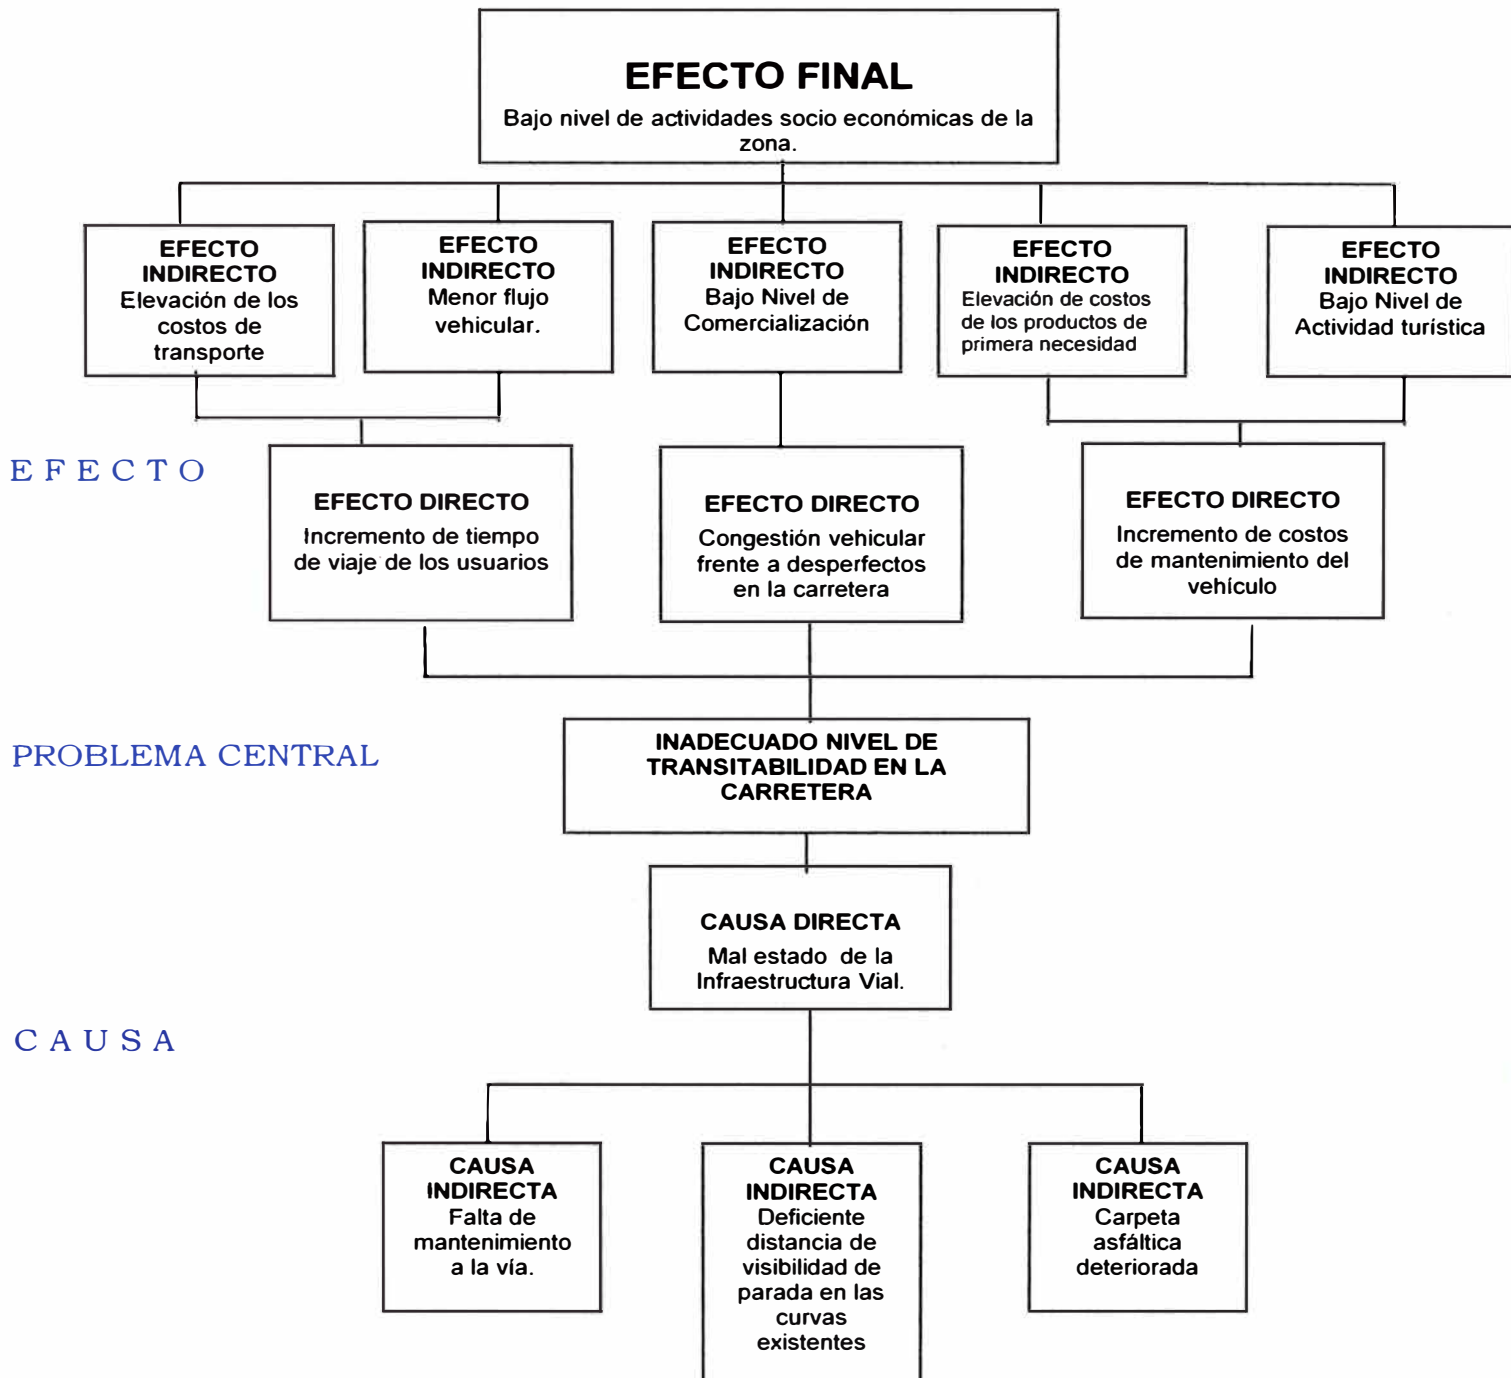 EFECTO FINAL
Bajo nivel de actividades socio económicas de la
zona.
EFECTO
INDIRECTO
Elevación de los
costos de
transporte
EFECTO
INDIRECTO
Menor flujo
vehicular.
EFECTO
INDIRECTO
Bajo Nivel de
Comercialización
EFECTO
INDIRECTO
Elevación de costos
de los productos de
primera necesidad
EFECTO
INDIRECTO
Bajo Nivel de
Actividad turística
EFECTO
EFECTO DIRECTO
Incremento de tiempo
de viaje de los usuarios
EFECTO DIRECTO
Congestión vehicular
frente a desperfectos
en la carretera
EFECTO DIRECTO
Incremento de costos
de mantenimiento del
vehículo
PROBLEMA CENTRAL
INADECUADO NIVEL DE
TRANSITABILIDAD EN LA
CARRETERA
CAUSA DIRECTA
Mal estado de la
Infraestructura Vial.
CAUSA
CAUSA
INDIRECTA
Falta de
mantenimiento
a la vía.
CAUSA
INDIRECTA
Deficiente
distancia de
visibilidad de
parada en las
curvas
existentes
CAUSA
INDIRECTA
Carpeta
asfáltica
deteriorada